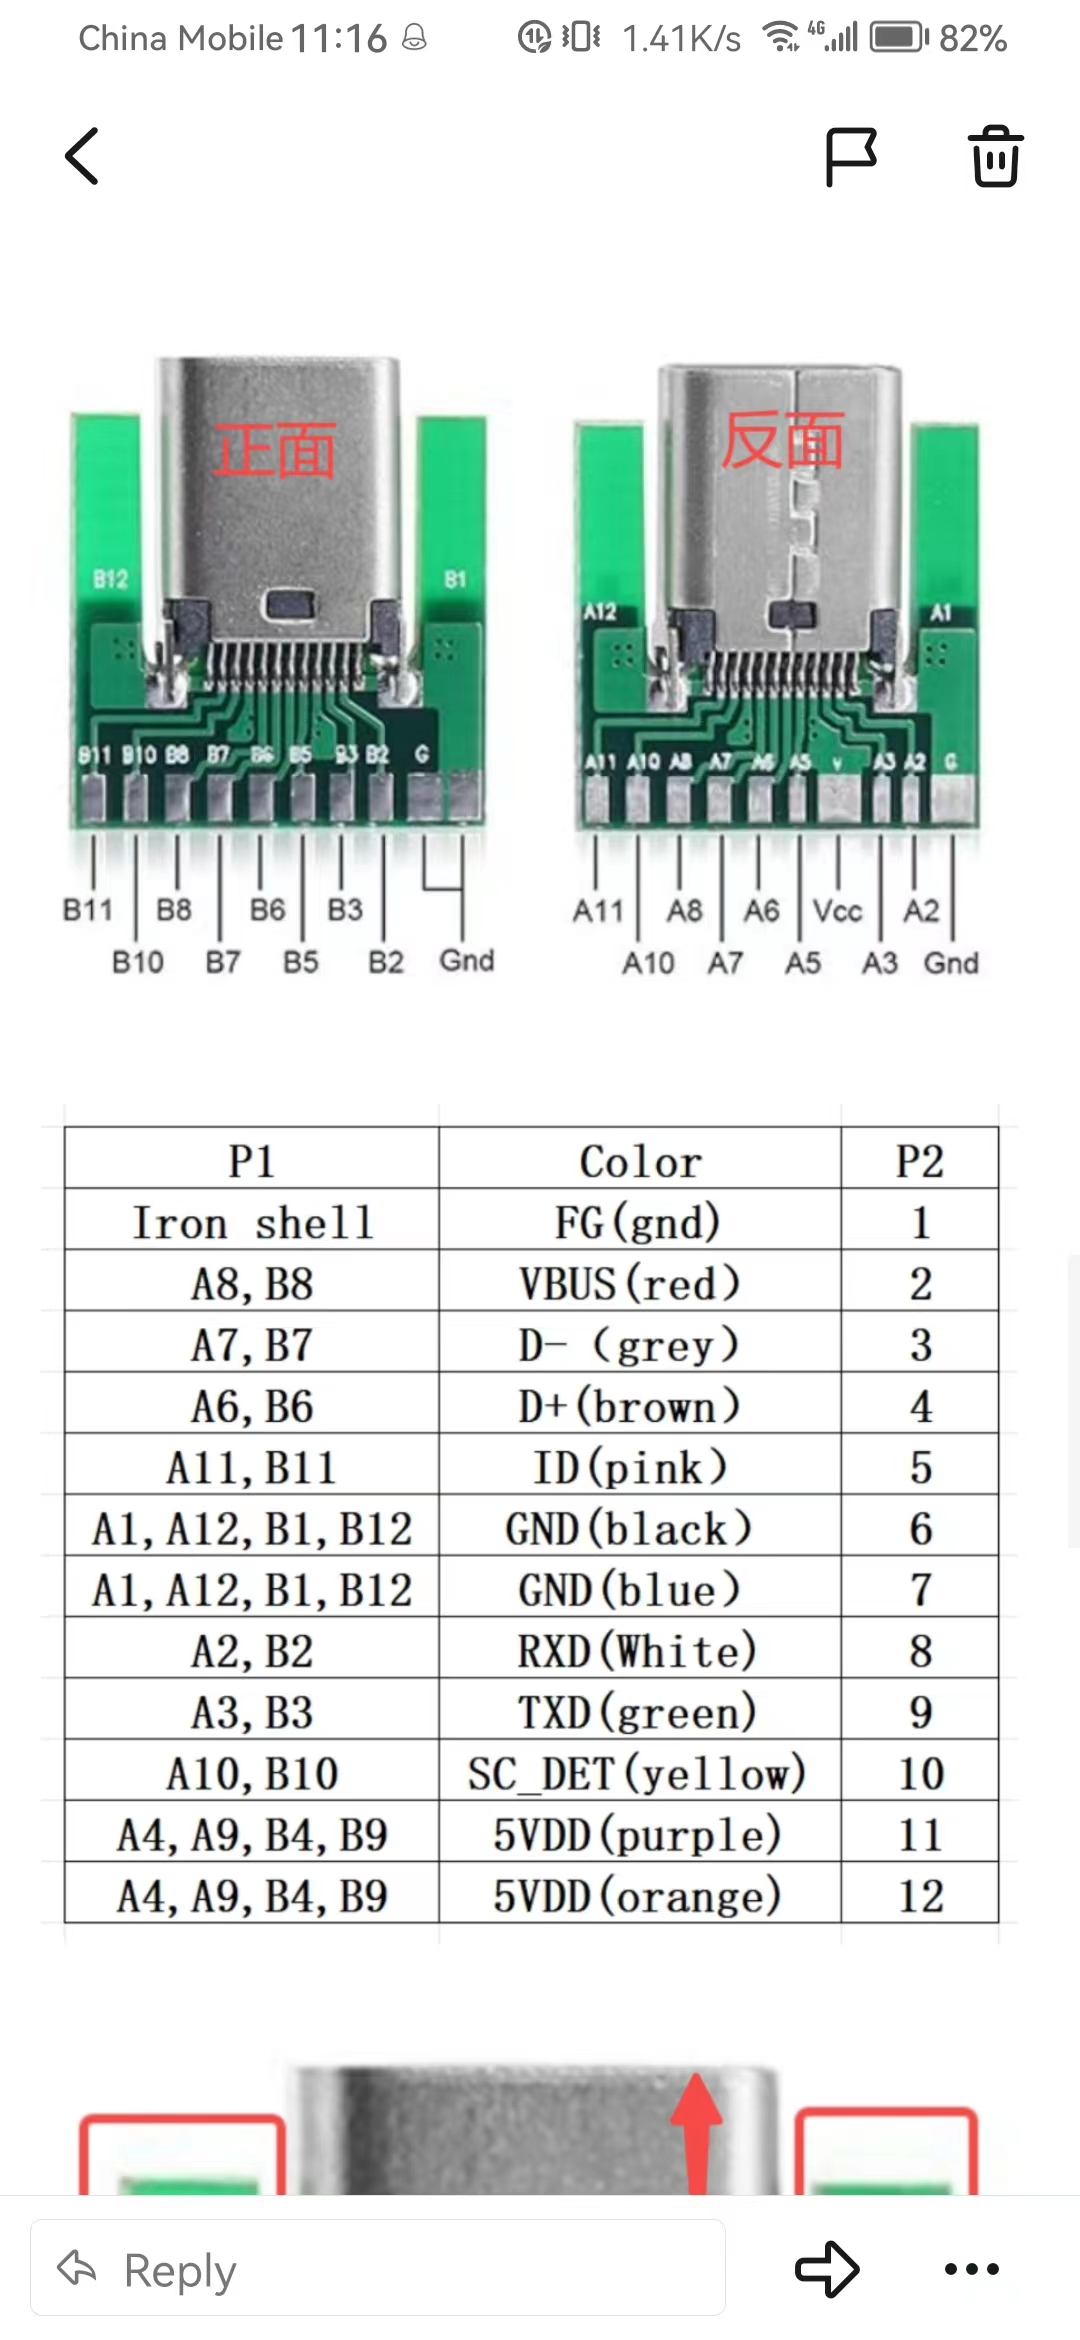 China Mobile 11:16 1.41K/s 4G 82%
正面 反面
B12 B1 A12 A1
B11 B10 B8 B7 B6 B5 B3 B2 G
A11 A10 A8 A7 A6 A5 V A3 A2 G
B11 B8 B6 B3
B10 B7 B5 B2 Gnd
A11 A8 A6 Vcc A2
A10 A7 A5 A3 Gnd
P1 Color P2
Iron shell FG(gnd) 1
A8,B8 VBUS(red) 2
A7,B7 D- (grey) 3
A6,B6 D+(brown) 4
A11,B11 ID(pink) 5
A1,A12,B1,B12 GND(black) 6
A1,A12,B1,B12 GND(blue) 7
A2,B2 RXD(White) 8
A3,B3 TXD(green) 9
A10,B10 SC_DET(yellow) 10
A4,A9,B4,B9 5VDD(purple) 11
A4,A9,B4,B9 5VDD(orange) 12
Reply